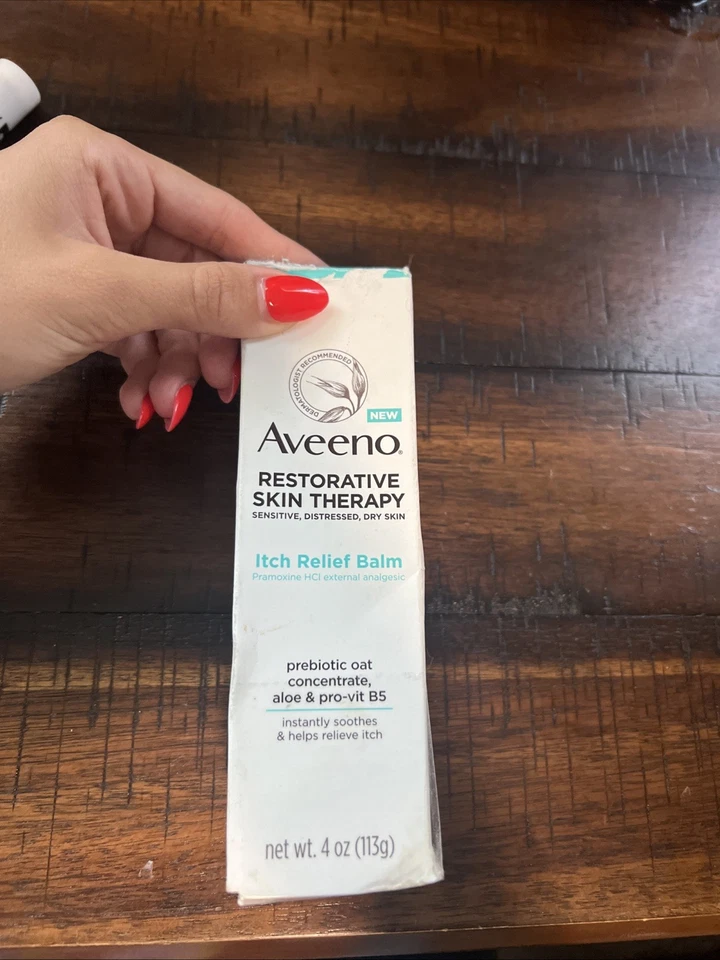 DERMATOLOGIST RECOMMENDED
NEW
Aveeno®
RESTORATIVE
SKIN THERAPY
SENSITIVE, DISTRESSED, DRY SKIN
Itch Relief Balm
Pramoxine HCl external analgesic
prebiotic oat
concentrate,
aloe & pro-vit B5
instantly soothes
& helps relieve itch
net wt. 4 oz (113g)